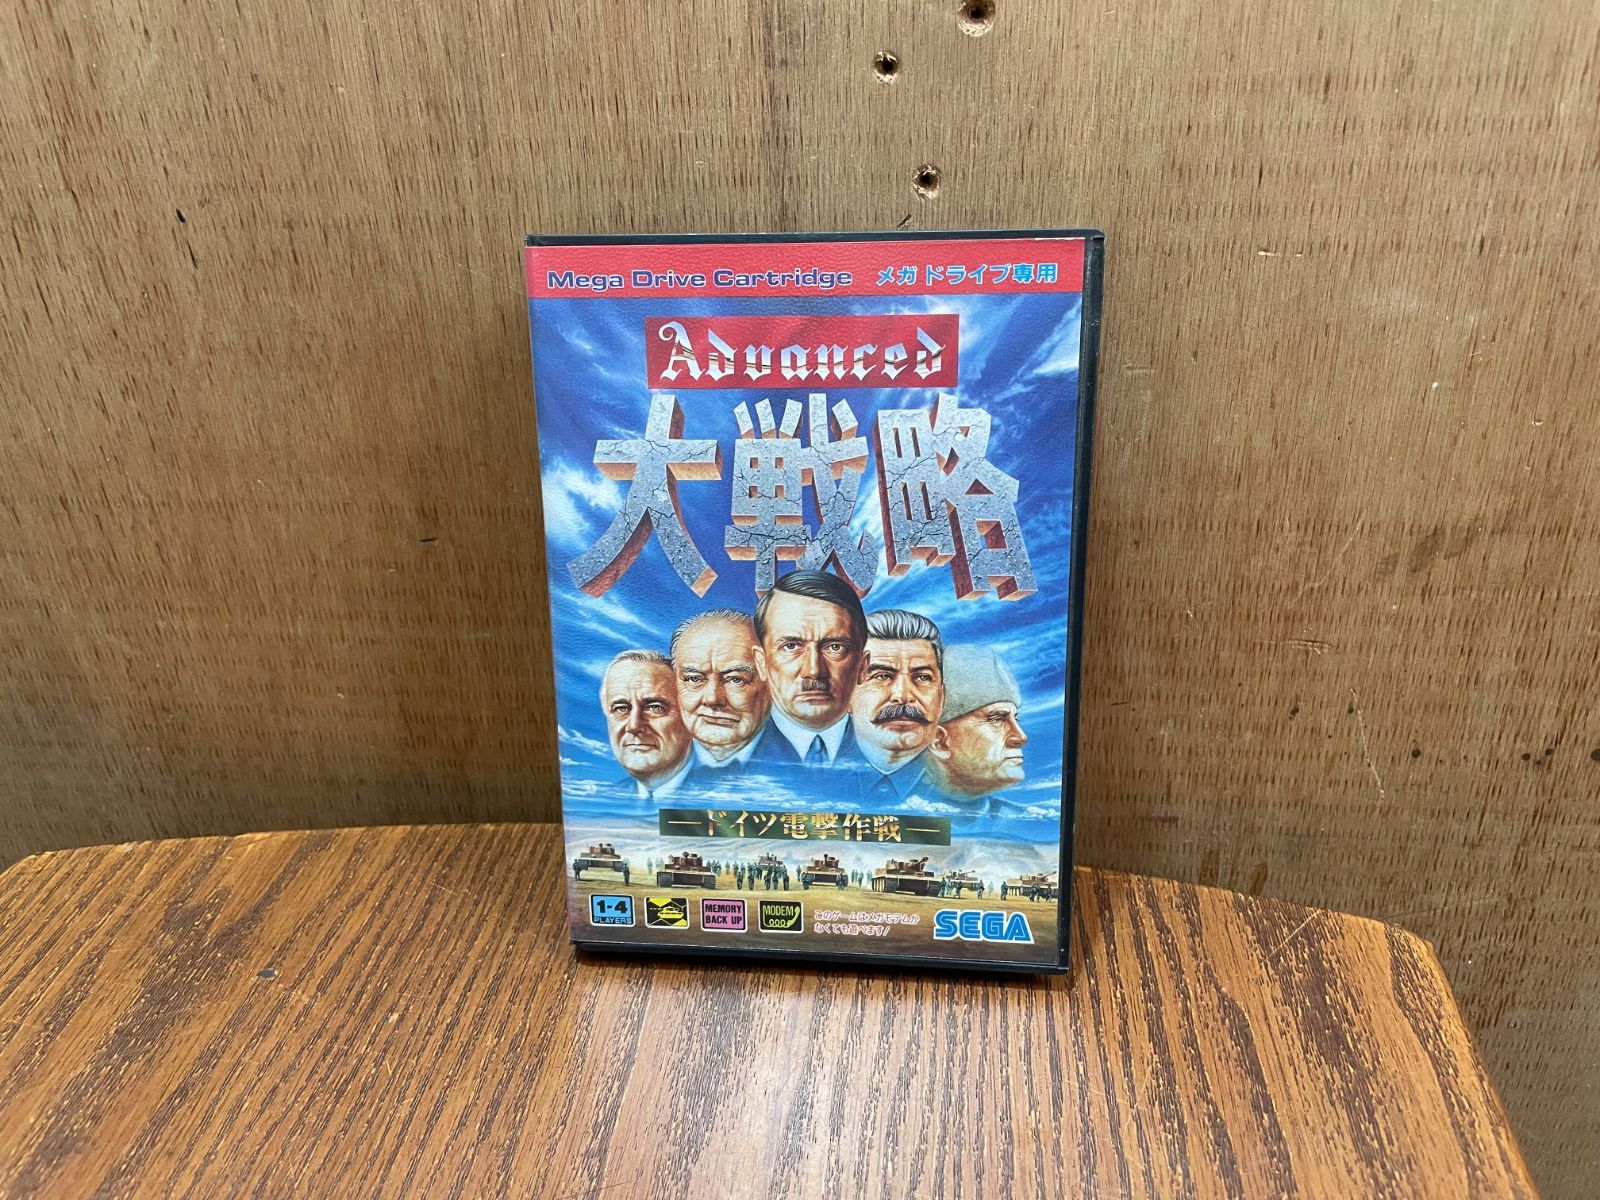 Mega Drive Cartridge メガドライブ専用
Advanced
大戦略
ードイツ電撃作戦ー
1-4
PLAYERS
MEMORY
BACK UP
MODEM
このゲームはメガモデムが
なくても遊べます!
SEGA